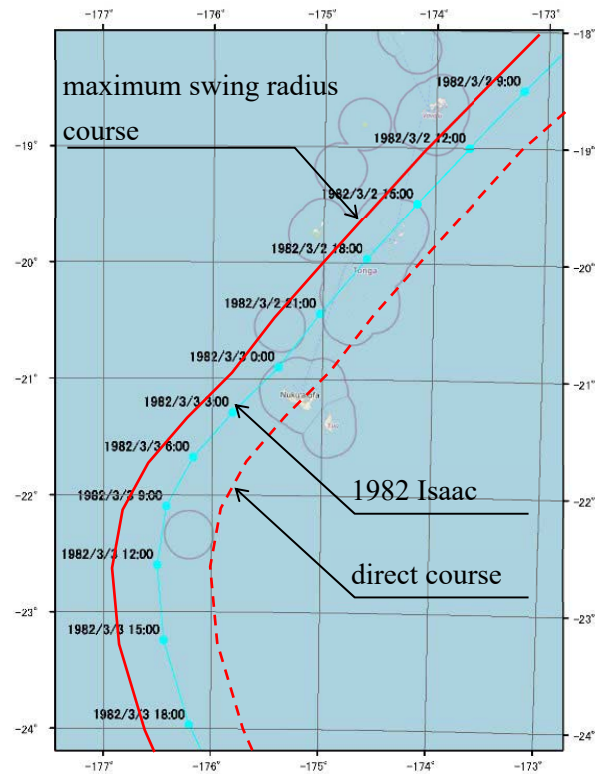 -177° -176° -175° -174° -173°
-18°
1982/3/2 9:00
maximum swing radius
course
1982/3/2 12:00
-19° -19°
1982/3/2 15:00
1982/3/2 18:00
-20° -20°
Tonga
1982/3/2 21:00
1982/3/3 0:00
-21° -21°
1982/3/3 3:00
1982/3/3 6:00
1982/3/3 9:00
1982 Isaac
-22° -22°
1982/3/3 12:00
direct course
-23° -23°
1982/3/3 15:00
1982/3/3 18:00
-24° -24°
-177° -176° -175° -174° -173°